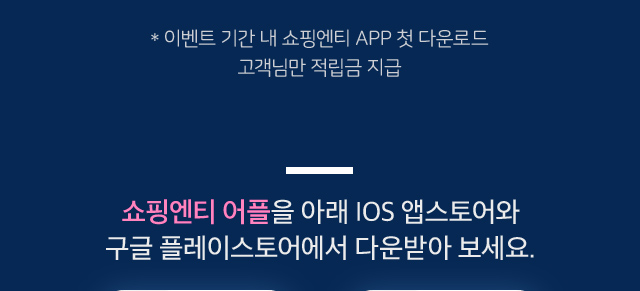 * 이벤트 기간 내 쇼핑엔티 APP 첫 다운로드
고객님만 적립금 지급
쇼핑엔티 어플을 아래 IOS 앱스토어와
구글 플레이스토어에서 다운받아 보세요.